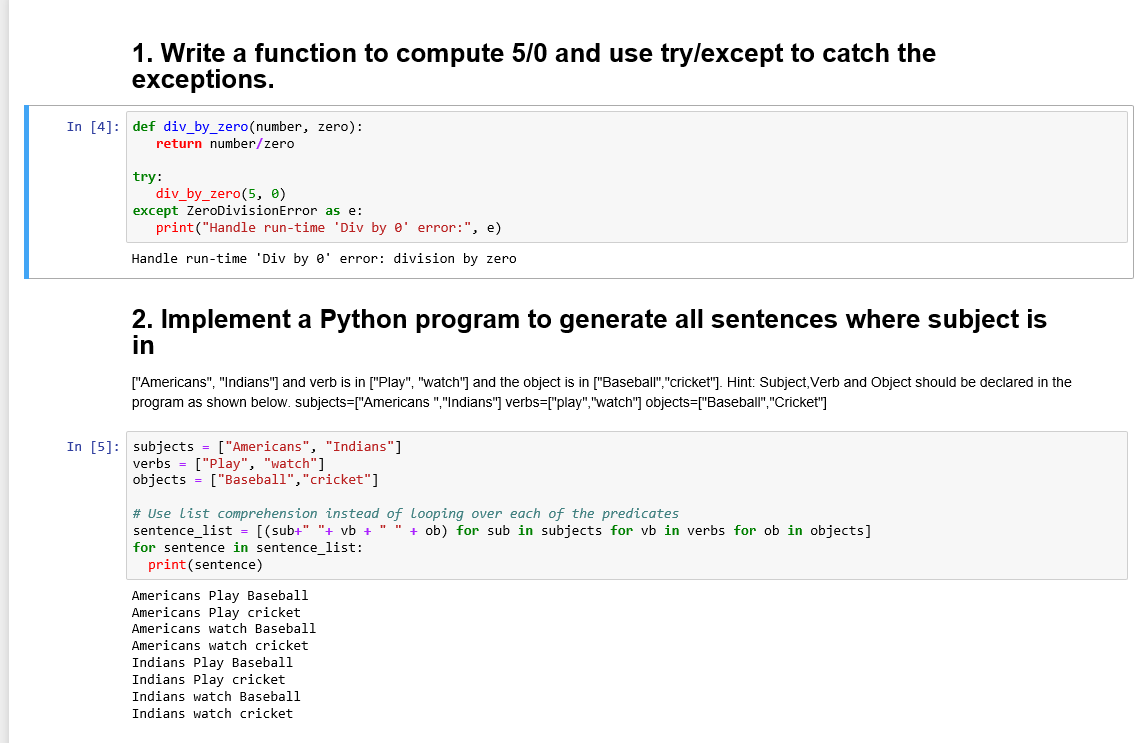 1. Write a function to compute 5/0 and use try/except to catch the
exceptions.
In [4]: def div_by_zero(number, zero):
   return number/zero

try:
   div_by_zero(5, 0)
except ZeroDivisionError as e:
   print("Handle run-time 'Div by 0' error:", e)
Handle run-time 'Div by 0' error: division by zero
2. Implement a Python program to generate all sentences where subject is
in
["Americans", "Indians"] and verb is in ["Play", "watch"] and the object is in ["Baseball","cricket"]. Hint: Subject,Verb and Object should be declared in the
program as shown below. subjects=["Americans ","Indians"] verbs=["play","watch"] objects=["Baseball","Cricket"]
In [5]: subjects = ["Americans", "Indians"]
verbs = ["Play", "watch"]
objects = ["Baseball","cricket"]

# Use list comprehension instead of looping over each of the predicates
sentence_list = [(sub+" "+ vb + " " + ob) for sub in subjects for vb in verbs for ob in objects]
for sentence in sentence_list:
  print(sentence)
Americans Play Baseball
Americans Play cricket
Americans watch Baseball
Americans watch cricket
Indians Play Baseball
Indians Play cricket
Indians watch Baseball
Indians watch cricket